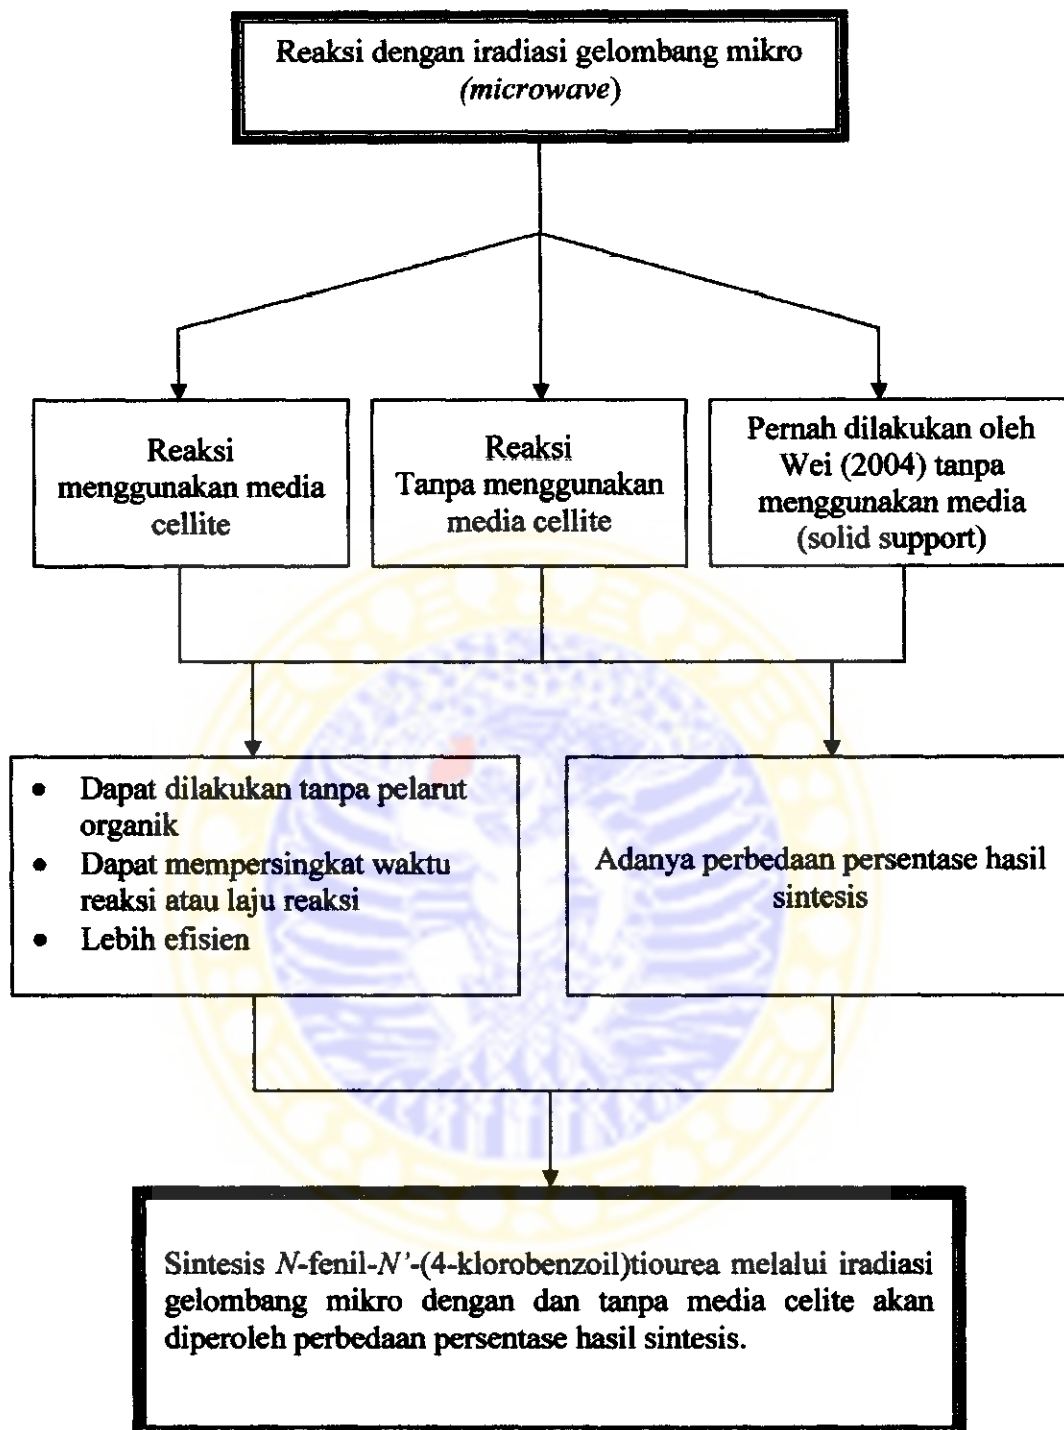 Reaksi dengan iradiasi gelombang mikro
(microwave)
Reaksi
menggunakan media
cellite
Reaksi
Tanpa menggunakan
media cellite
Pernah dilakukan oleh
Wei (2004) tanpa
menggunakan media
(solid support)
• Dapat dilakukan tanpa pelarut
organik
• Dapat mempersingkat waktu
reaksi atau laju reaksi
• Lebih efisien
Adanya perbedaan persentase hasil
sintesis
Sintesis N-fenil-N’-(4-klorobenzoil)tiourea melalui iradiasi
gelombang mikro dengan dan tanpa media celite akan
diperoleh perbedaan persentase hasil sintesis.